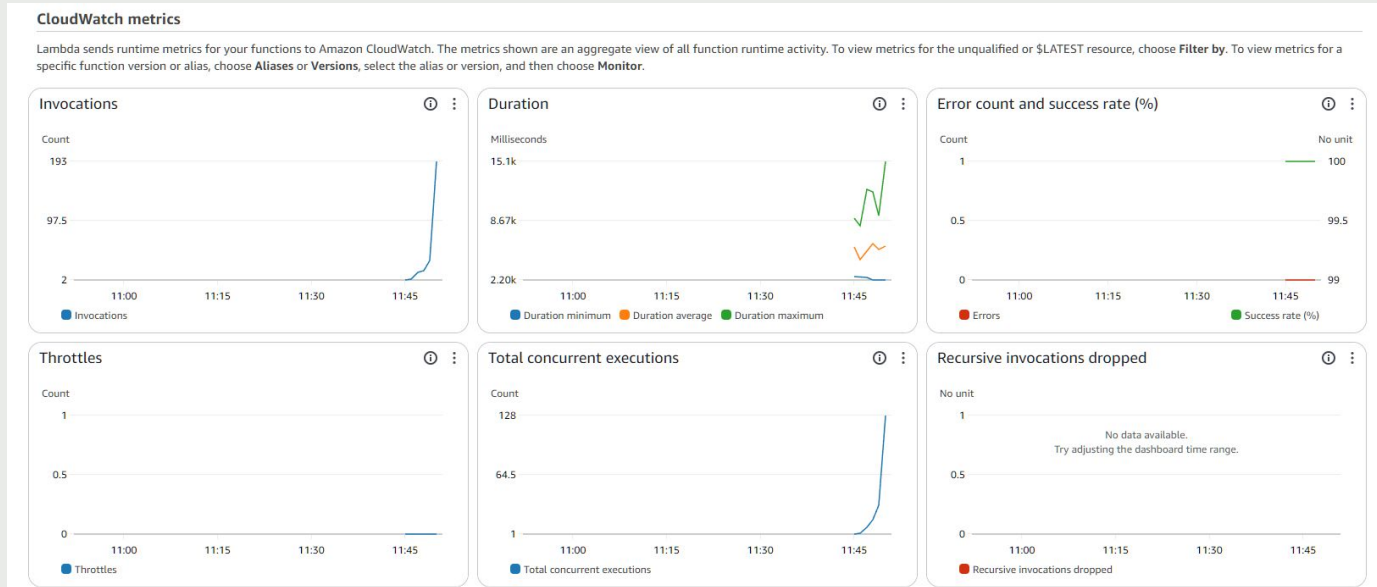 CloudWatch metrics
Lambda sends runtime metrics for your functions to Amazon CloudWatch. The metrics shown are an aggregate view of all function runtime activity. To view metrics for the unqualified or $LATEST resource, choose Filter by. To view metrics for a
specific function version or alias, choose Aliases or Versions, select the alias or version, and then choose Monitor.
Invocations
Count
193
97.5
2
11:00 11:15 11:30 11:45
Invocations
Duration
Milliseconds
15.1k
8.67k
2.20k
11:00 11:15 11:30 11:45
Duration minimum Duration average Duration maximum
Error count and success rate (%)
Count No unit
1 100
0.5 99.5
0 99
11:00 11:15 11:30 11:45
Errors Success rate (%)
Throttles
Count
1
0.5
0
11:00 11:15 11:30 11:45
Throttles
Total concurrent executions
Count
128
64.5
1
11:00 11:15 11:30 11:45
Total concurrent executions
Recursive invocations dropped
No unit
1
No data available.
Try adjusting the dashboard time range.
0.5
0
11:00 11:15 11:30 11:45
Recursive invocations dropped